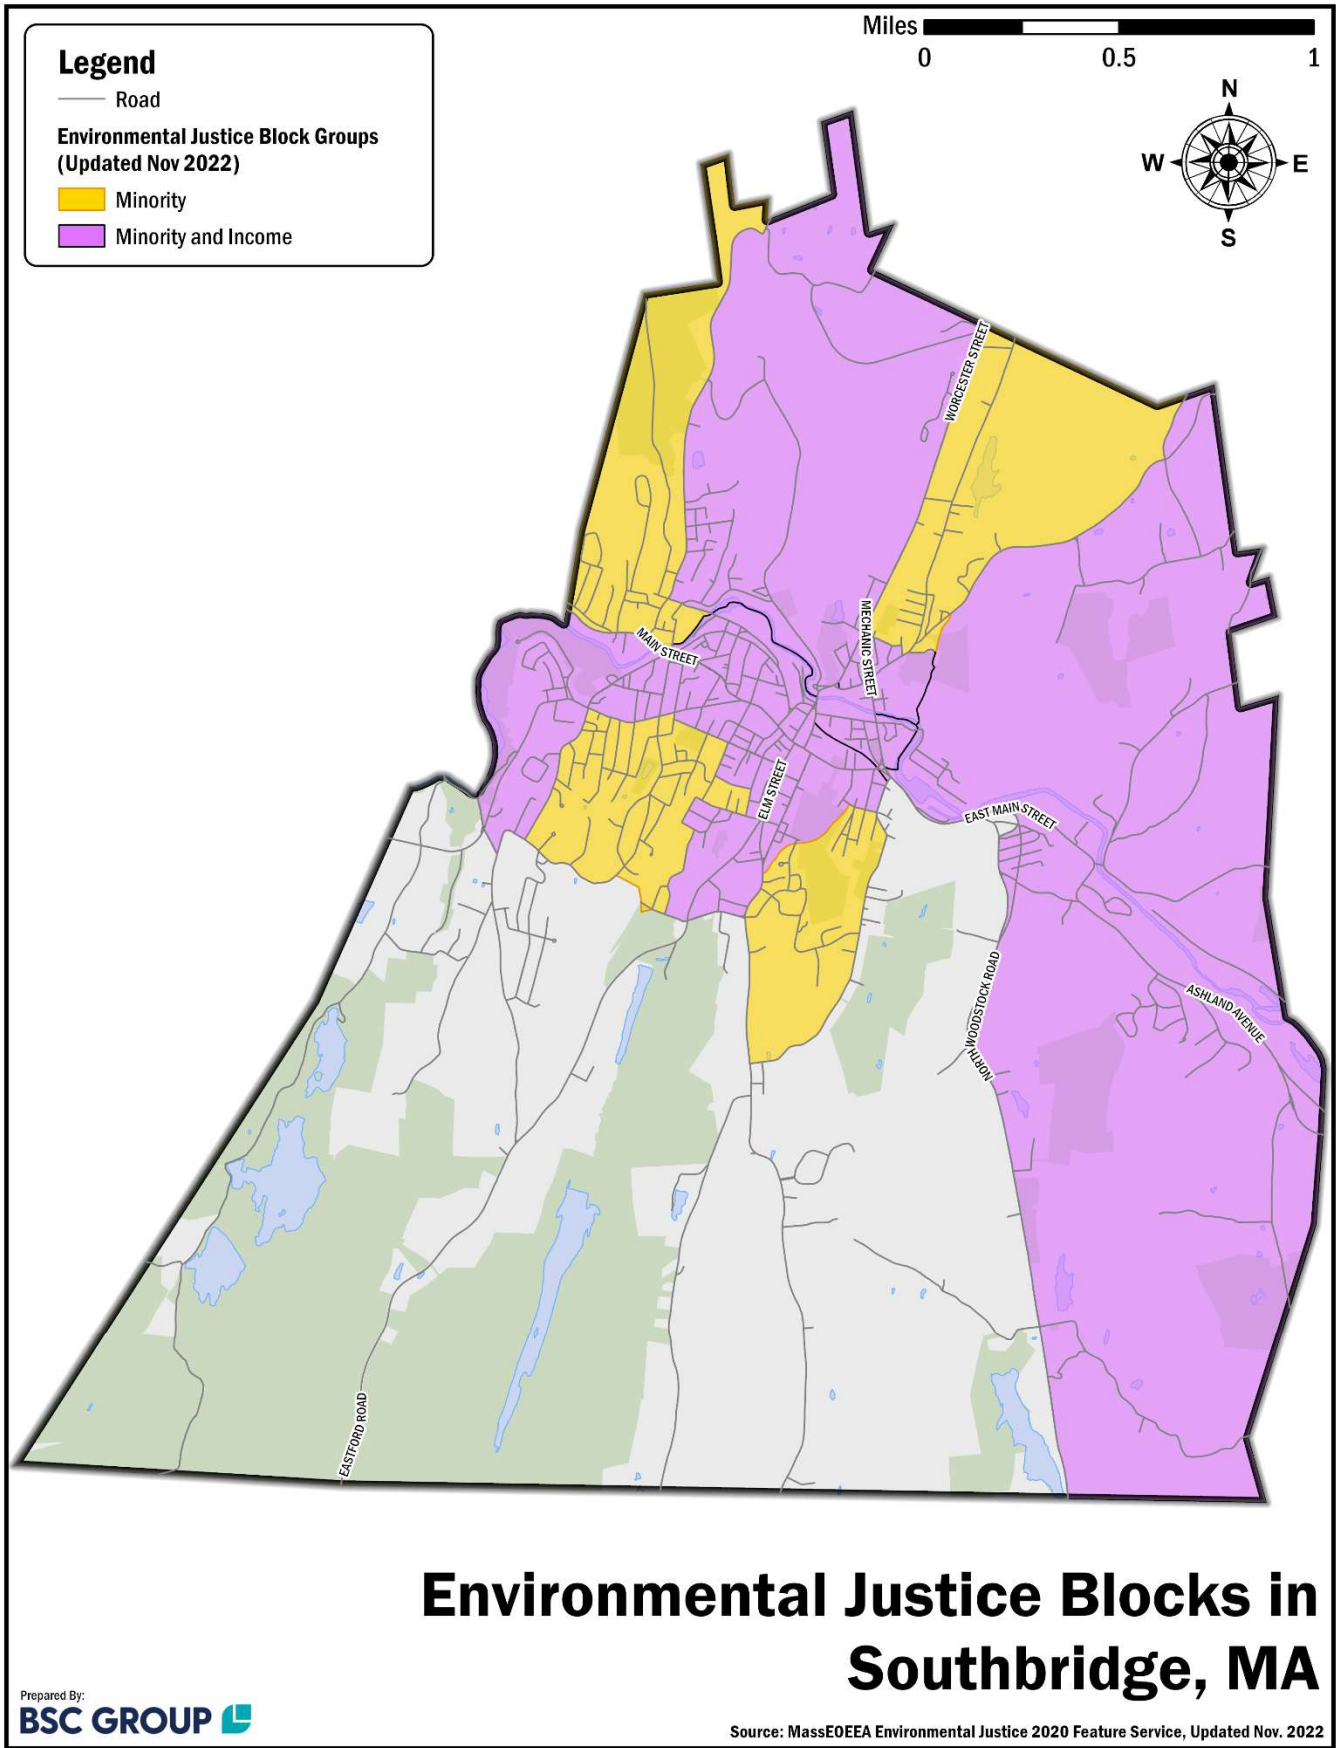 Legend
Road
Environmental Justice Block Groups
(Updated Nov 2022)
Minority
Minority and Income
Miles
0 0.5 1
N
W E
S
WORCESTER STREET
MECHANIC STREET
MAIN STREET
ELM STREET
EAST MAIN STREET
NORTH WOODSTOCK ROAD
ASHLAND AVENUE
EASTFORD ROAD
Environmental Justice Blocks in
Southbridge, MA
Prepared By:
BSC GROUP
Source: MassEOEEA Environmental Justice 2020 Feature Service, Updated Nov. 2022